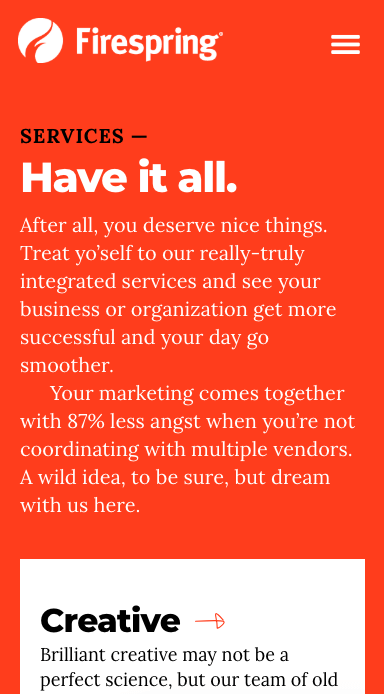 Firespring®
SERVICES —
Have it all.
After all, you deserve nice things.
Treat yo’self to our really-truly
integrated services and see your
business or organization get more
successful and your day go
smoother.
Your marketing comes together
with 87% less angst when you’re not
coordinating with multiple vendors.
A wild idea, to be sure, but dream
with us here.
Creative
Brilliant creative may not be a
perfect science, but our team of old